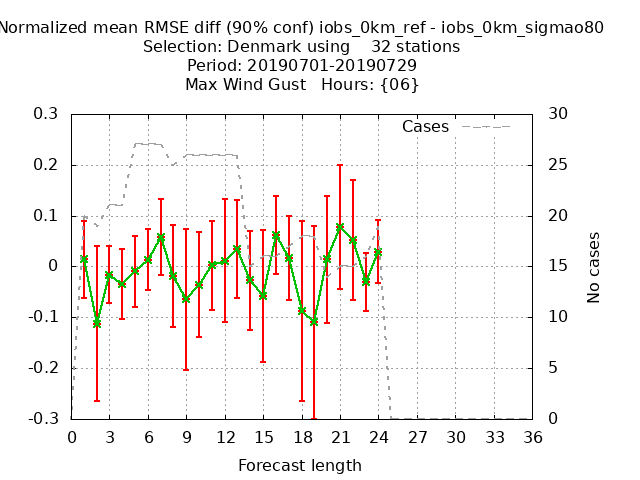 Normalized mean RMSE diff (90% conf) iobs_0km_ref - iobs_0km_sigmao80
Selection: Denmark using 32 stations
Period: 20190701-20190729
Max Wind Gust Hours: {06}
Cases
0.3
0.2
0.1
0
-0.1
-0.2
-0.3
30
25
20
15
10
5
0
No cases
0 3 6 9 12 15 18 21 24 27 30 33 36
Forecast length